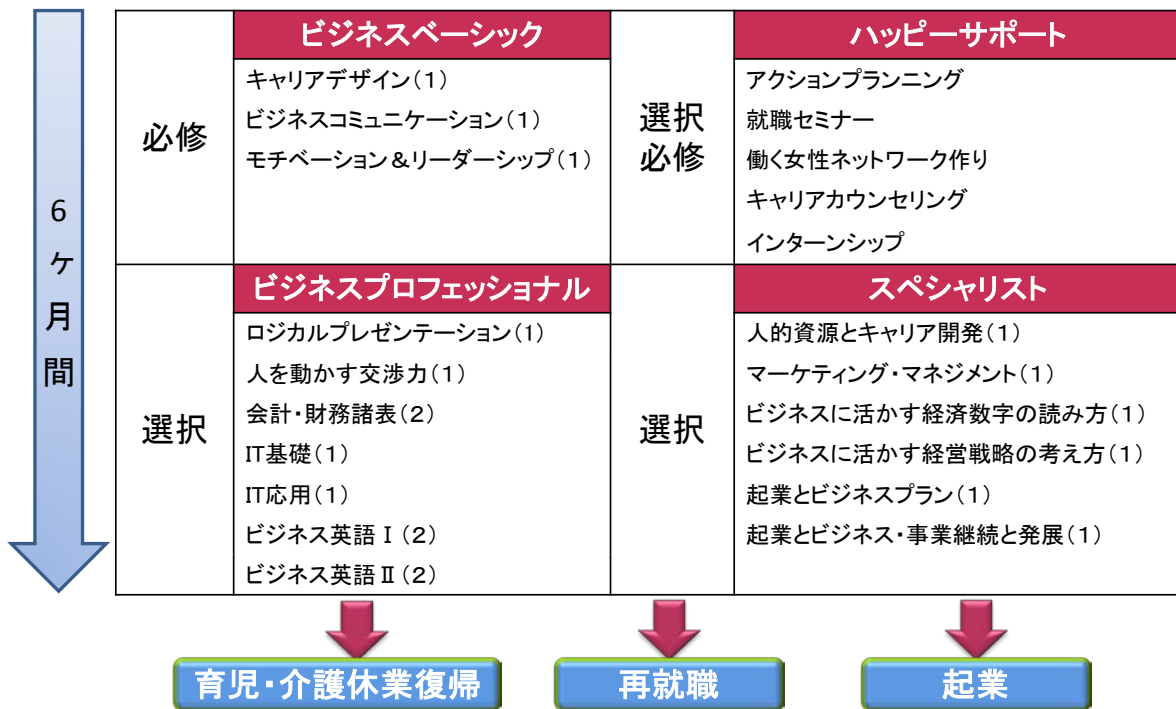 6
ヶ
月
間
必修
ビジネスベーシック
キャリアデザイン(1)
ビジネスコミュニケーション(1)
モチベーション&リーダーシップ(1)
選択
必修
ハッピーサポート
アクションプランニング
就職セミナー
働く女性ネットワーク作り
キャリアカウンセリング
インターンシップ
選択
ビジネスプロフェッショナル
ロジカルプレゼンテーション(1)
人を動かす交渉力(1)
会計・財務諸表(2)
IT基礎(1)
IT応用(1)
ビジネス英語Ⅰ(2)
ビジネス英語Ⅱ(2)
選択
スペシャリスト
人的資源とキャリア開発(1)
マーケティング・マネジメント(1)
ビジネスに活かす経済数字の読み方(1)
ビジネスに活かす経営戦略の考え方(1)
起業とビジネスプラン(1)
起業とビジネス・事業継続と発展(1)
育児・介護休業復帰
再就職
起業